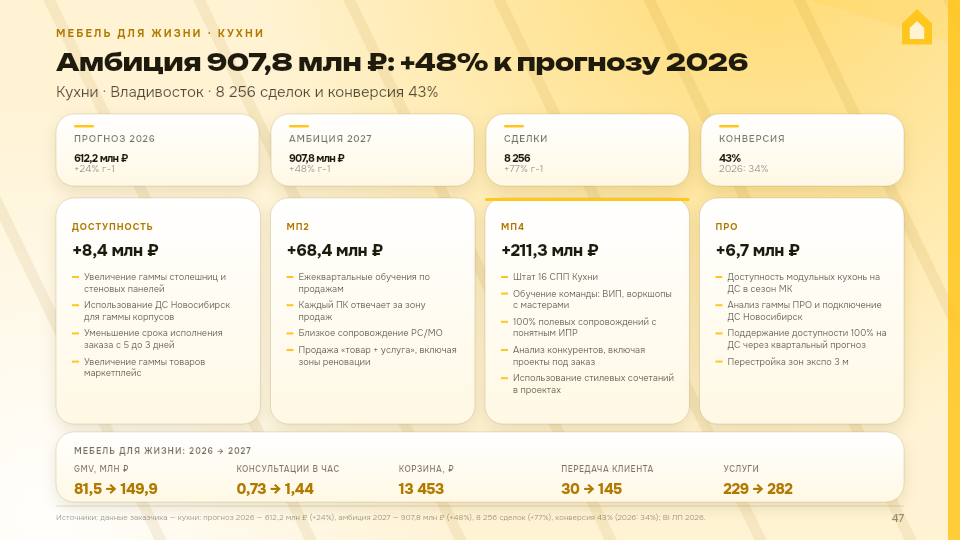 МЕБЕЛЬ ДЛЯ ЖИЗНИ · КУХНИ
Амбиция 907,8 млн ₽: +48% к прогнозу 2026
Кухни · Владивосток · 8 256 сделок и конверсия 43%
ПРОГНОЗ 2026
612,2 млн ₽
+24% г-1
АМБИЦИЯ 2027
907,8 млн ₽
+48% г-1
СДЕЛКИ
8 256
+77% г-1
КОНВЕРСИЯ
43%
2026: 34%
ДОСТУПНОСТЬ
+8,4 млн ₽
Увеличение гаммы столешниц и
стеновых панелей
Использование ДС Новосибирск
для гаммы корпусов
Уменьшение срока исполнения
заказа с 5 до 3 дней
Увеличение гаммы товаров
маркетплейс
МП2
+68,4 млн ₽
Ежеквартальные обучения по
продажам
Каждый ПК отвечает за зону
продаж
Близкое сопровождение РС/МО
Продажа «товар + услуга», включая
зоны реновации
МП4
+211,3 млн ₽
Штат 16 СПП Кухни
Обучение команды: ВИП, воркшопы
с мастерами
100% полевых сопровождений с
понятным ИПР
Анализ конкурентов, включая
проекты под заказ
Использование стилевых сочетаний
в проектах
ПРО
+6,7 млн ₽
Доступность модульных кухонь на
ДС в сезон МК
Анализ гаммы ПРО и подключение
ДС Новосибирск
Поддержание доступности 100% на
ДС через квартальный прогноз
Перестройка зон экспо 3 м
МЕБЕЛЬ ДЛЯ ЖИЗНИ: 2026 → 2027
GMV, МЛН ₽
81,5 → 149,9
КОНСУЛЬТАЦИИ В ЧАС
0,73 → 1,44
КОРЗИНА, ₽
13 453
ПЕРЕДАЧА КЛИЕНТА
30 → 145
УСЛУГИ
229 → 282
Источники: данные заказчика — кухни: прогноз 2026 — 612,2 млн ₽ (+24%), амбиция 2027 — 907,8 млн ₽ (+48%), 8 256 сделок (+77%), конверсия 43% (2026: 34%); BI ЛП 2026.
47